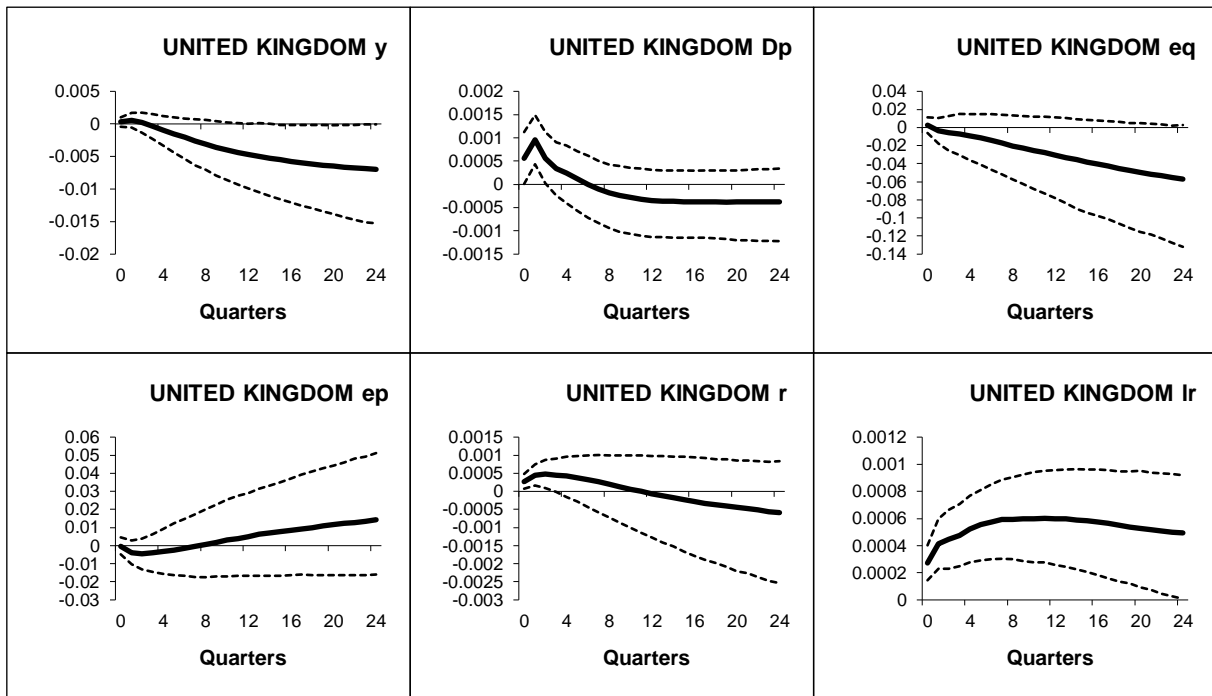 UNITED KINGDOM y
0.005
0
-0.005
-0.01
-0.015
-0.02
0 4 8 12 16 20 24
Quarters
UNITED KINGDOM Dp
0.002
0.0015
0.001
0.0005
0
-0.0005
-0.001
-0.0015
0 4 8 12 16 20 24
Quarters
UNITED KINGDOM eq
0.04
0.02
0
-0.02
-0.04
-0.06
-0.08
-0.1
-0.12
-0.14
0 4 8 12 16 20 24
Quarters
UNITED KINGDOM ep
0.06
0.05
0.04
0.03
0.02
0.01
0
-0.01
-0.02
-0.03
0 4 8 12 16 20 24
Quarters
UNITED KINGDOM r
0.0015
0.001
0.0005
0
-0.0005
-0.001
-0.0015
-0.002
-0.0025
-0.003
0 4 8 12 16 20 24
Quarters
UNITED KINGDOM lr
0.0012
0.001
0.0008
0.0006
0.0004
0.0002
0
0 4 8 12 16 20 24
Quarters